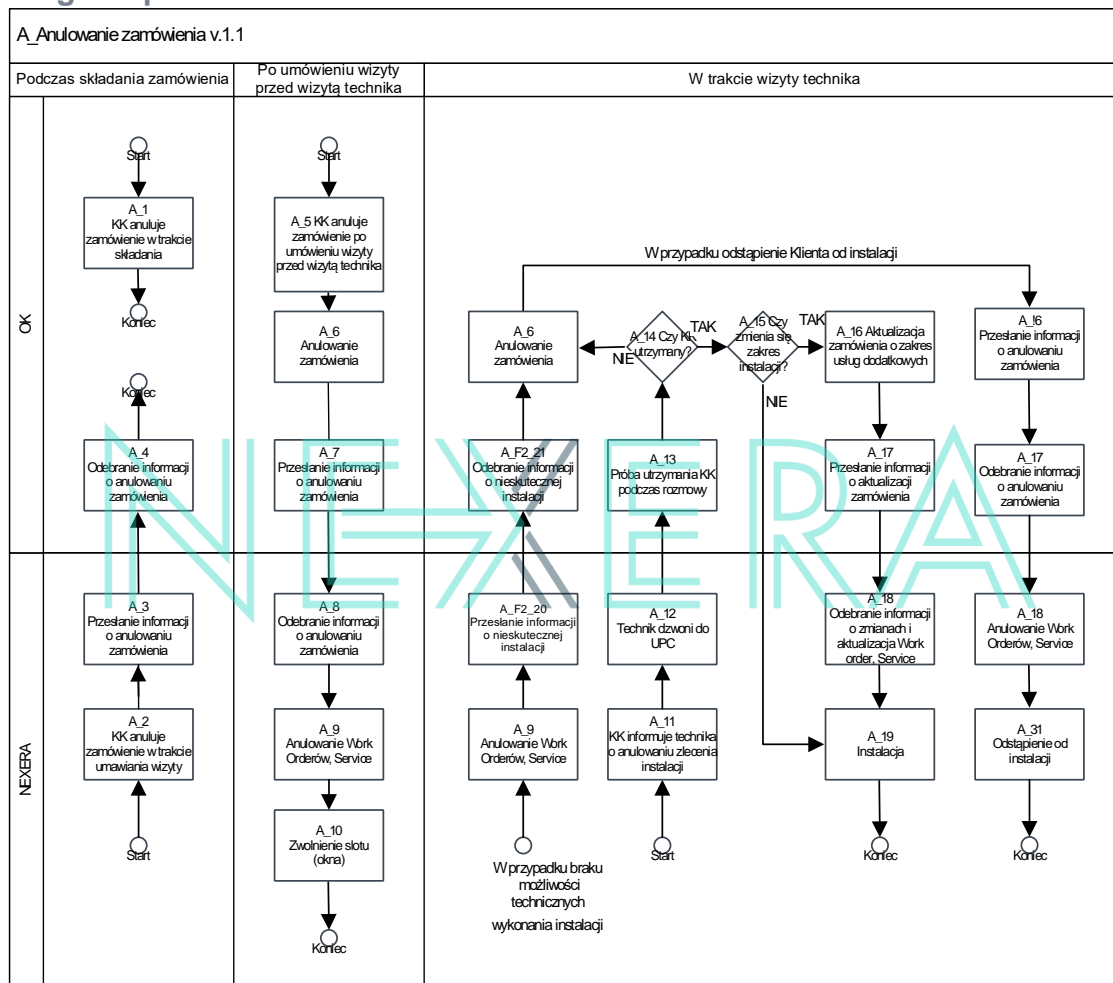 A_Anulowanie zamówienia v.1.1
Podczas składania zamówienia
Po umówieniu wizyty
przed wizytą technika
W trakcie wizyty technika
OK
Start
A_1
KK anuluje
zamówienie w trakcie
składania
Koniec
Koniec
A_4
Odebranie informacji
o anulowaniu
zamówienia
Start
A_5 KK anuluje
zamówienie po
umówieniu wizyty
przed wizytą technika
A_6
Anulowanie
zamówienia
A_7
Przesłanie informacji
o anulowaniu
zamówienia
W przypadku odstąpienie Klienta od instalacji
A_6
Anulowanie
zamówienia
NIE
A_14 Czy KK
utrzymany?
TAK
A_15 Czy
zmienia się
zakres
instalacji?
TAK
NIE
A_16 Aktualizacja
zamówienia o zakres
usług dodatkowych
A_!6
Przesłanie informacji
o anulowaniu
zamówienia
A_F2_21
Odebranie informacji
o nieskutecznej
instalacji
A_13
Próba utrzymania KK
podczas rozmowy
A_17
Przesłanie informacji
o aktualizacji
zamówienia
A_17
Odebranie informacji
o anulowaniu
zamówienia
NEXERA
NEXERA
A_3
Przesłanie informacji
o anulowaniu
zamówienia
A_2
KK anuluje
zamówienie w trakcie
umawiania wizyty
Start
A_8
Odebranie informacji
o anulowaniu
zamówienia
A_9
Anulowanie Work
Orderów, Service
A_10
Zwolnienie slotu
(okna)
Koniec
A_F2_20
Przesłanie informacji
o nieskutecznej
instalacji
A_9
Anulowanie Work
Orderów, Service
W przypadku braku
możliwości
technicznych
wykonania instalacji
A_12
Technik dzwoni do
UPC
A_11
KK informuje technika
o anulowaniu zlecenia
instalacji
Start
A_18
Odebranie informacji
o zmianach i
aktualizacja Work
order, Service
A_19
Instalacja
Koniec
A_18
Anulowanie Work
Orderów, Service
A_31
Odstąpienie od
instalacji
Koniec